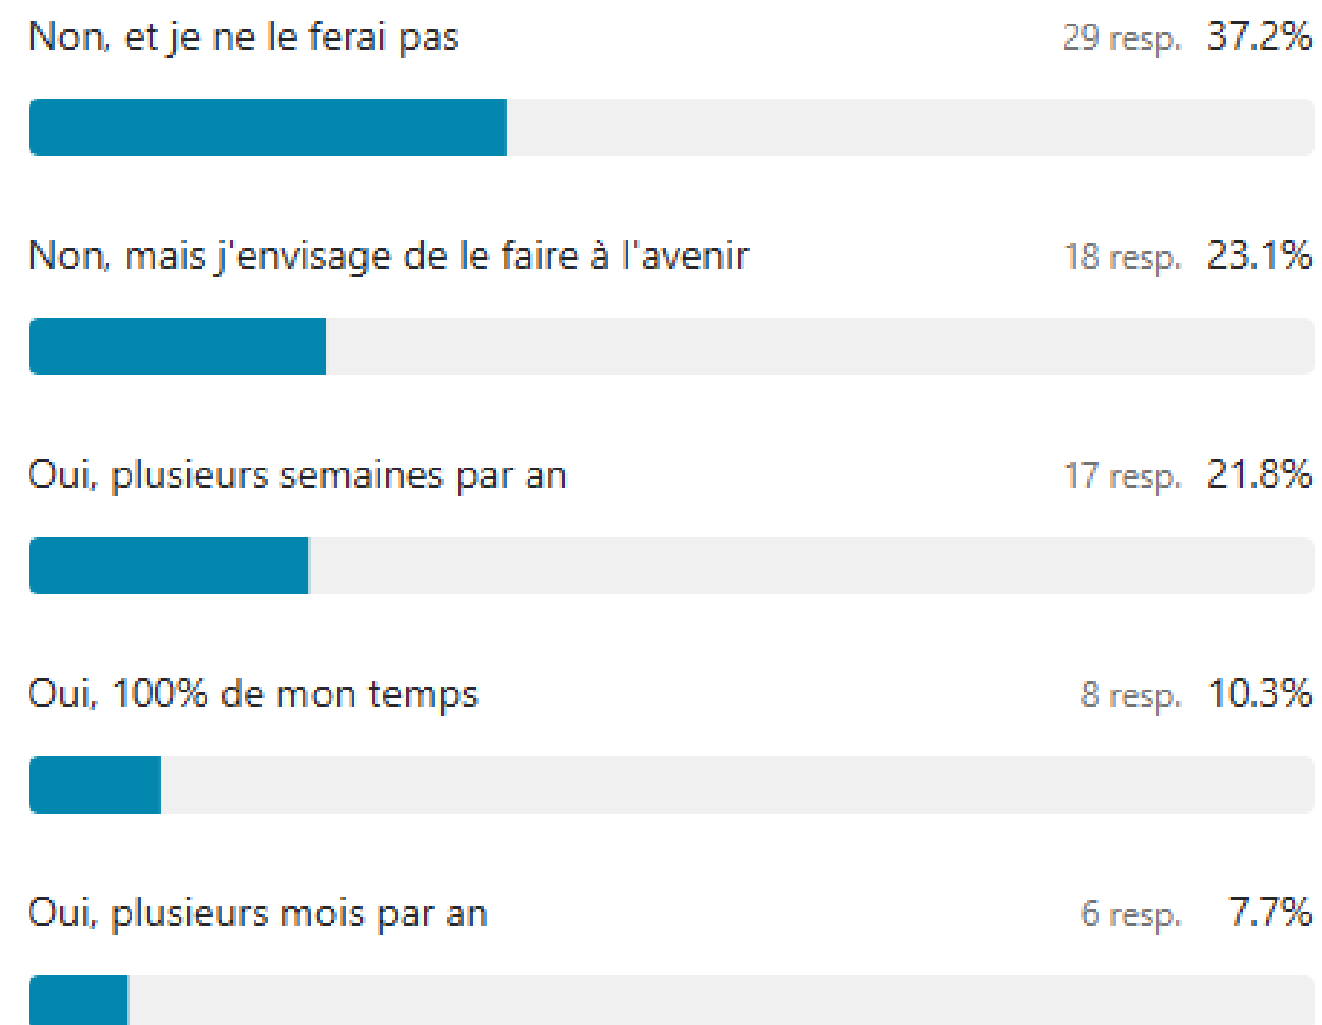 Non, et je ne le ferai pas 29 resp. 37.2%
Non, mais j'envisage de le faire à l'avenir 18 resp. 23.1%
Oui, plusieurs semaines par an 17 resp. 21.8%
Oui, 100% de mon temps 8 resp. 10.3%
Oui, plusieurs mois par an 6 resp. 7.7%